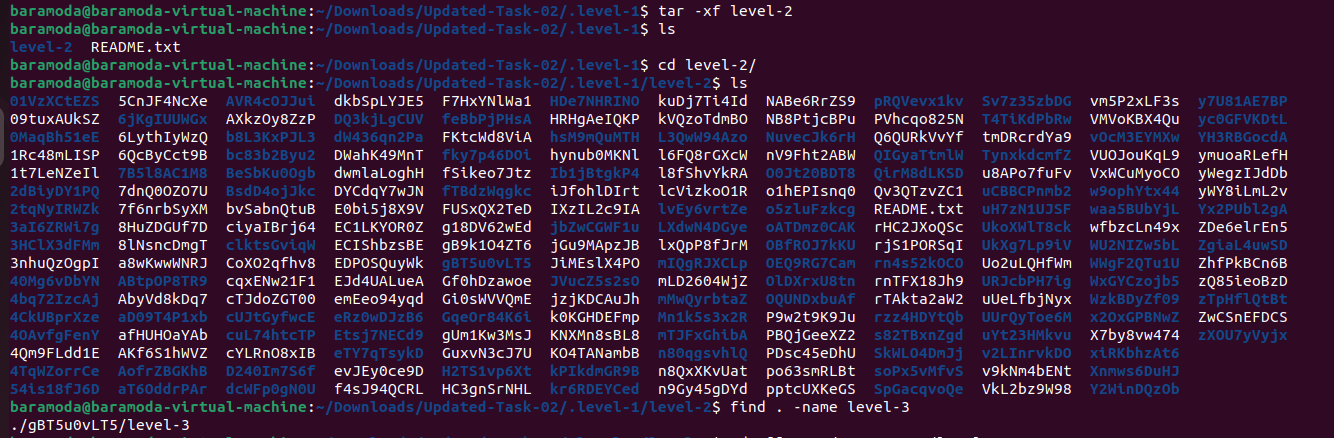 baramoda@baramoda-virtual-machine:~/Downloads/Updated-Task-02/.level-1$ tar -xf level-2
baramoda@baramoda-virtual-machine:~/Downloads/Updated-Task-02/.level-1$ ls
level-2  README.txt
baramoda@baramoda-virtual-machine:~/Downloads/Updated-Task-02/.level-1$ cd level-2/
baramoda@baramoda-virtual-machine:~/Downloads/Updated-Task-02/.level-1/level-2$ ls
01VzXCtEZS 5CnJF4NcXe AVR4cOJJui dkbSpLYJE5 F7HxYNlWa1 HDe7NHRINO kuDj7Ti4Id NABe6RrZS9 pRQVevx1kv Sv7z35zbDG vm5P2xLF3s y7U81AE7BP
09tuxAUkSZ 6jKgIUUWGx AXkzOy8ZzP DQ3kjLgCUV feBbPjPHsA HRHgAeIQKP kVQzoTdmBO NB8PtjcBPU PVhcqo825N T4TiKdPbRw VMVoKBX4Qu yc0GFVKDtL
0MaqBh51eE 6LythIyWZQ b8L3KxPJL3 dW436qn2Pa FKtcWd8ViA hsM9mQuMTH L3QwW94Azo NuvecJk6rH Q6QURkVvYf tmDRcrdYa9 vOcM3EYMXw YH3RBGocdA
1Rc48mLISP 6QcByCct9B bc83b2Byu2 DWahK49MnT fky7p46DOi hynub0MKNl l6FQ8rGXcW nV9Fht2ABW QIGyaTtmlW TynxkdcmfZ VUOJouKqL9 ymuoaRLefH
1t7LeNZeIl 7B5l8AC1M8 BeSbKu0Ogb dwmlaLoghH fSikeo7Jtz Ib1jBtgkP4 l8fShvYkRA O0Jt20BDT8 QirM8dLKSD u8APo7fuFv VxWCuMyoCO yWegzIJdDb
2dBiyDY1PQ 7dnQ0OZO7U BsdD4ojJkc DYCdqY7WJN fTBdzWqgkc iJfohlDIrt lcVizkoO1R o1hEPIsnq0 Qv3QTzvZC1 uCBBCPnmb2 w9ophYtx44 yWY8iLmL2v
2tqNyIRWZk 7f6nrbSyXM bvSabnQtuB E0bi5j8X9V FUSxQX2TeD IXzIL2c9IA lvEy6vrtZe o5zluFzkcg README.txt uH7zN1UJSF waa5BUbYjL Yx2PUbl2gA
3aI6ZRWi7g 8HuZDGUf7D ciyaIBrj64 EC1LKYOR0Z g18DV62wEd jbZwCGWF1u LXdwN4DGye oATDmz0CAK rHC2JXoQSc UkoXWlT8ck wfbzcLn49x ZDe6elrEn5
3HClX3dFMm 8lNsncDmgT clktsGviqW ECIShbzsBE gB9k1O4ZT6 jGu9MApzJB lxQpP8fJrM OBfROJ7kKU rjS1PORSqI UkXg7Lp9iV WU2NIZw5bL ZgiaL4uwSD
3nhuQzOgpI a8wKwwWNRJ CoXO2qfhv8 EDPOSQuyWk gBT5u0vLT5 JiMEslX4PO mIQgRJXCLp OEQ9RG7Cam rn4s52kOCO Uo2uLQHfWm WWgF2QTu1U ZhfPkBCn6B
40Mg6vDbYN ABtpOP8TR9 cqxENw21F1 EJd4UALueA Gf0hDzawoe JVucZ5s2sO mLD2604WjZ OlDXrxU8tn rnTFX18Jh9 URJcbPH7ig WxGYCzojb5 zQ85ieoBzD
4bq72IzcAj AbyVd8kDq7 cTJdoZGT00 emEeo94yqd Gi0sWVVQmE jzjKDCAuJh mMwQyrbtaZ OQUNDxbuAf rTAkta2aW2 uUeLfbjNyx WzkBDyZf09 zTpHflQtBt
4CkUBprXze aD09T4P1xb cUJtGyfwcE eRz0wDJzB6 GqeOr84K6i k0KGHDEFmp Mn1k5s3x2R P9w2t9K9Ju rzz4HDYtQb UUrQyToe6M x2OxGPBNwZ ZwCSnEFDCS
4OAvfgFenY afHUHOaYAb cuL74htcTP Etsj7NECd9 gUm1Kw3MsJ KNXMn8sBL8 mTJFxGhibA PBQjGeeXZ2 s82TBxnZgd uYt23HMkvu X7by8vw474 zXOU7yVyjx
4Qm9FLdd1E AKf6S1hWVZ cYLRnO8xIB eTY7qTsykD GuxvN3cJ7U KO4TANambB n80qgsvhlQ PDsc45eDhU SkWLO4DmJj v2LInrvkDO xiRKbhzAt6
4TqWZorrCe AofrZBGKhB D240Im7S6f evJEy0ce9D H2TS1vp6Xt kPIkdmGR9B n8QxXKvUat po63smRLBt soPx5vMfvS v9kNm4bENt Xnmws6DuHJ
54is18fJ6D aT6OddrPAr dcWFp0gN0U f4sJ94QCRL HC3gnSrNHL kr6RDEYCed n9Gy45gDYd pptcUXKeGS SpGacqvoQe VkL2bz9W98 Y2WinDQzOb
baramoda@baramoda-virtual-machine:~/Downloads/Updated-Task-02/.level-1/level-2$ find . -name level-3
./gBT5u0vLT5/level-3